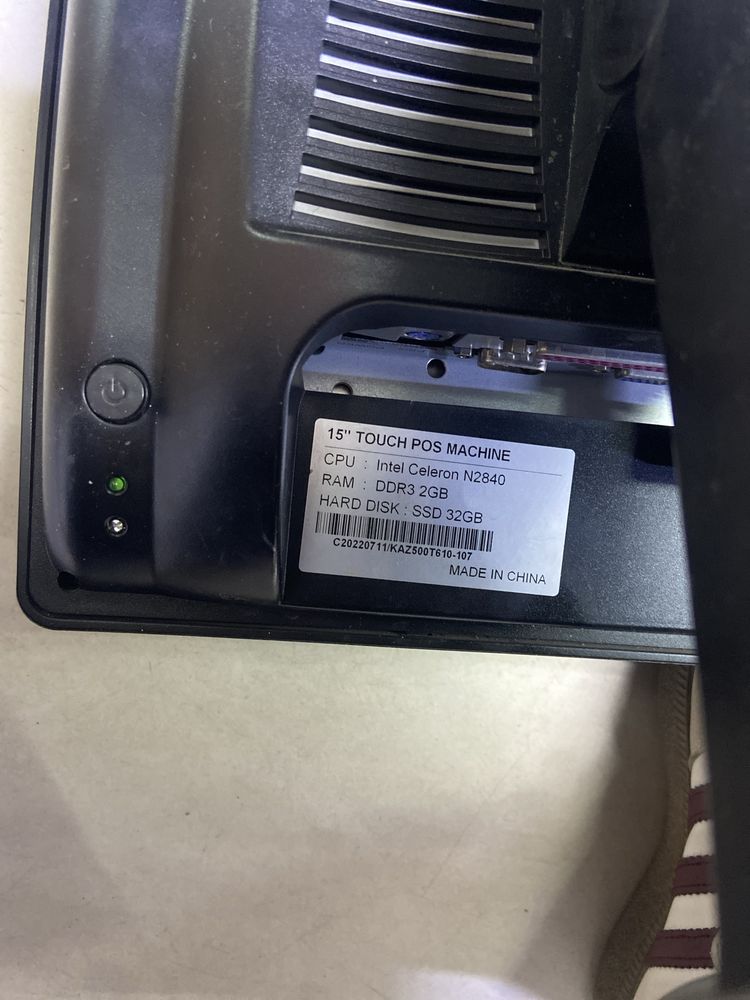 15" TOUCH POS MACHINE
CPU : Intel Celeron N2840
RAM : DDR3 2GB
HARD DISK : SSD 32GB
C20220711/KAZ500T610-107
MADE IN CHINA